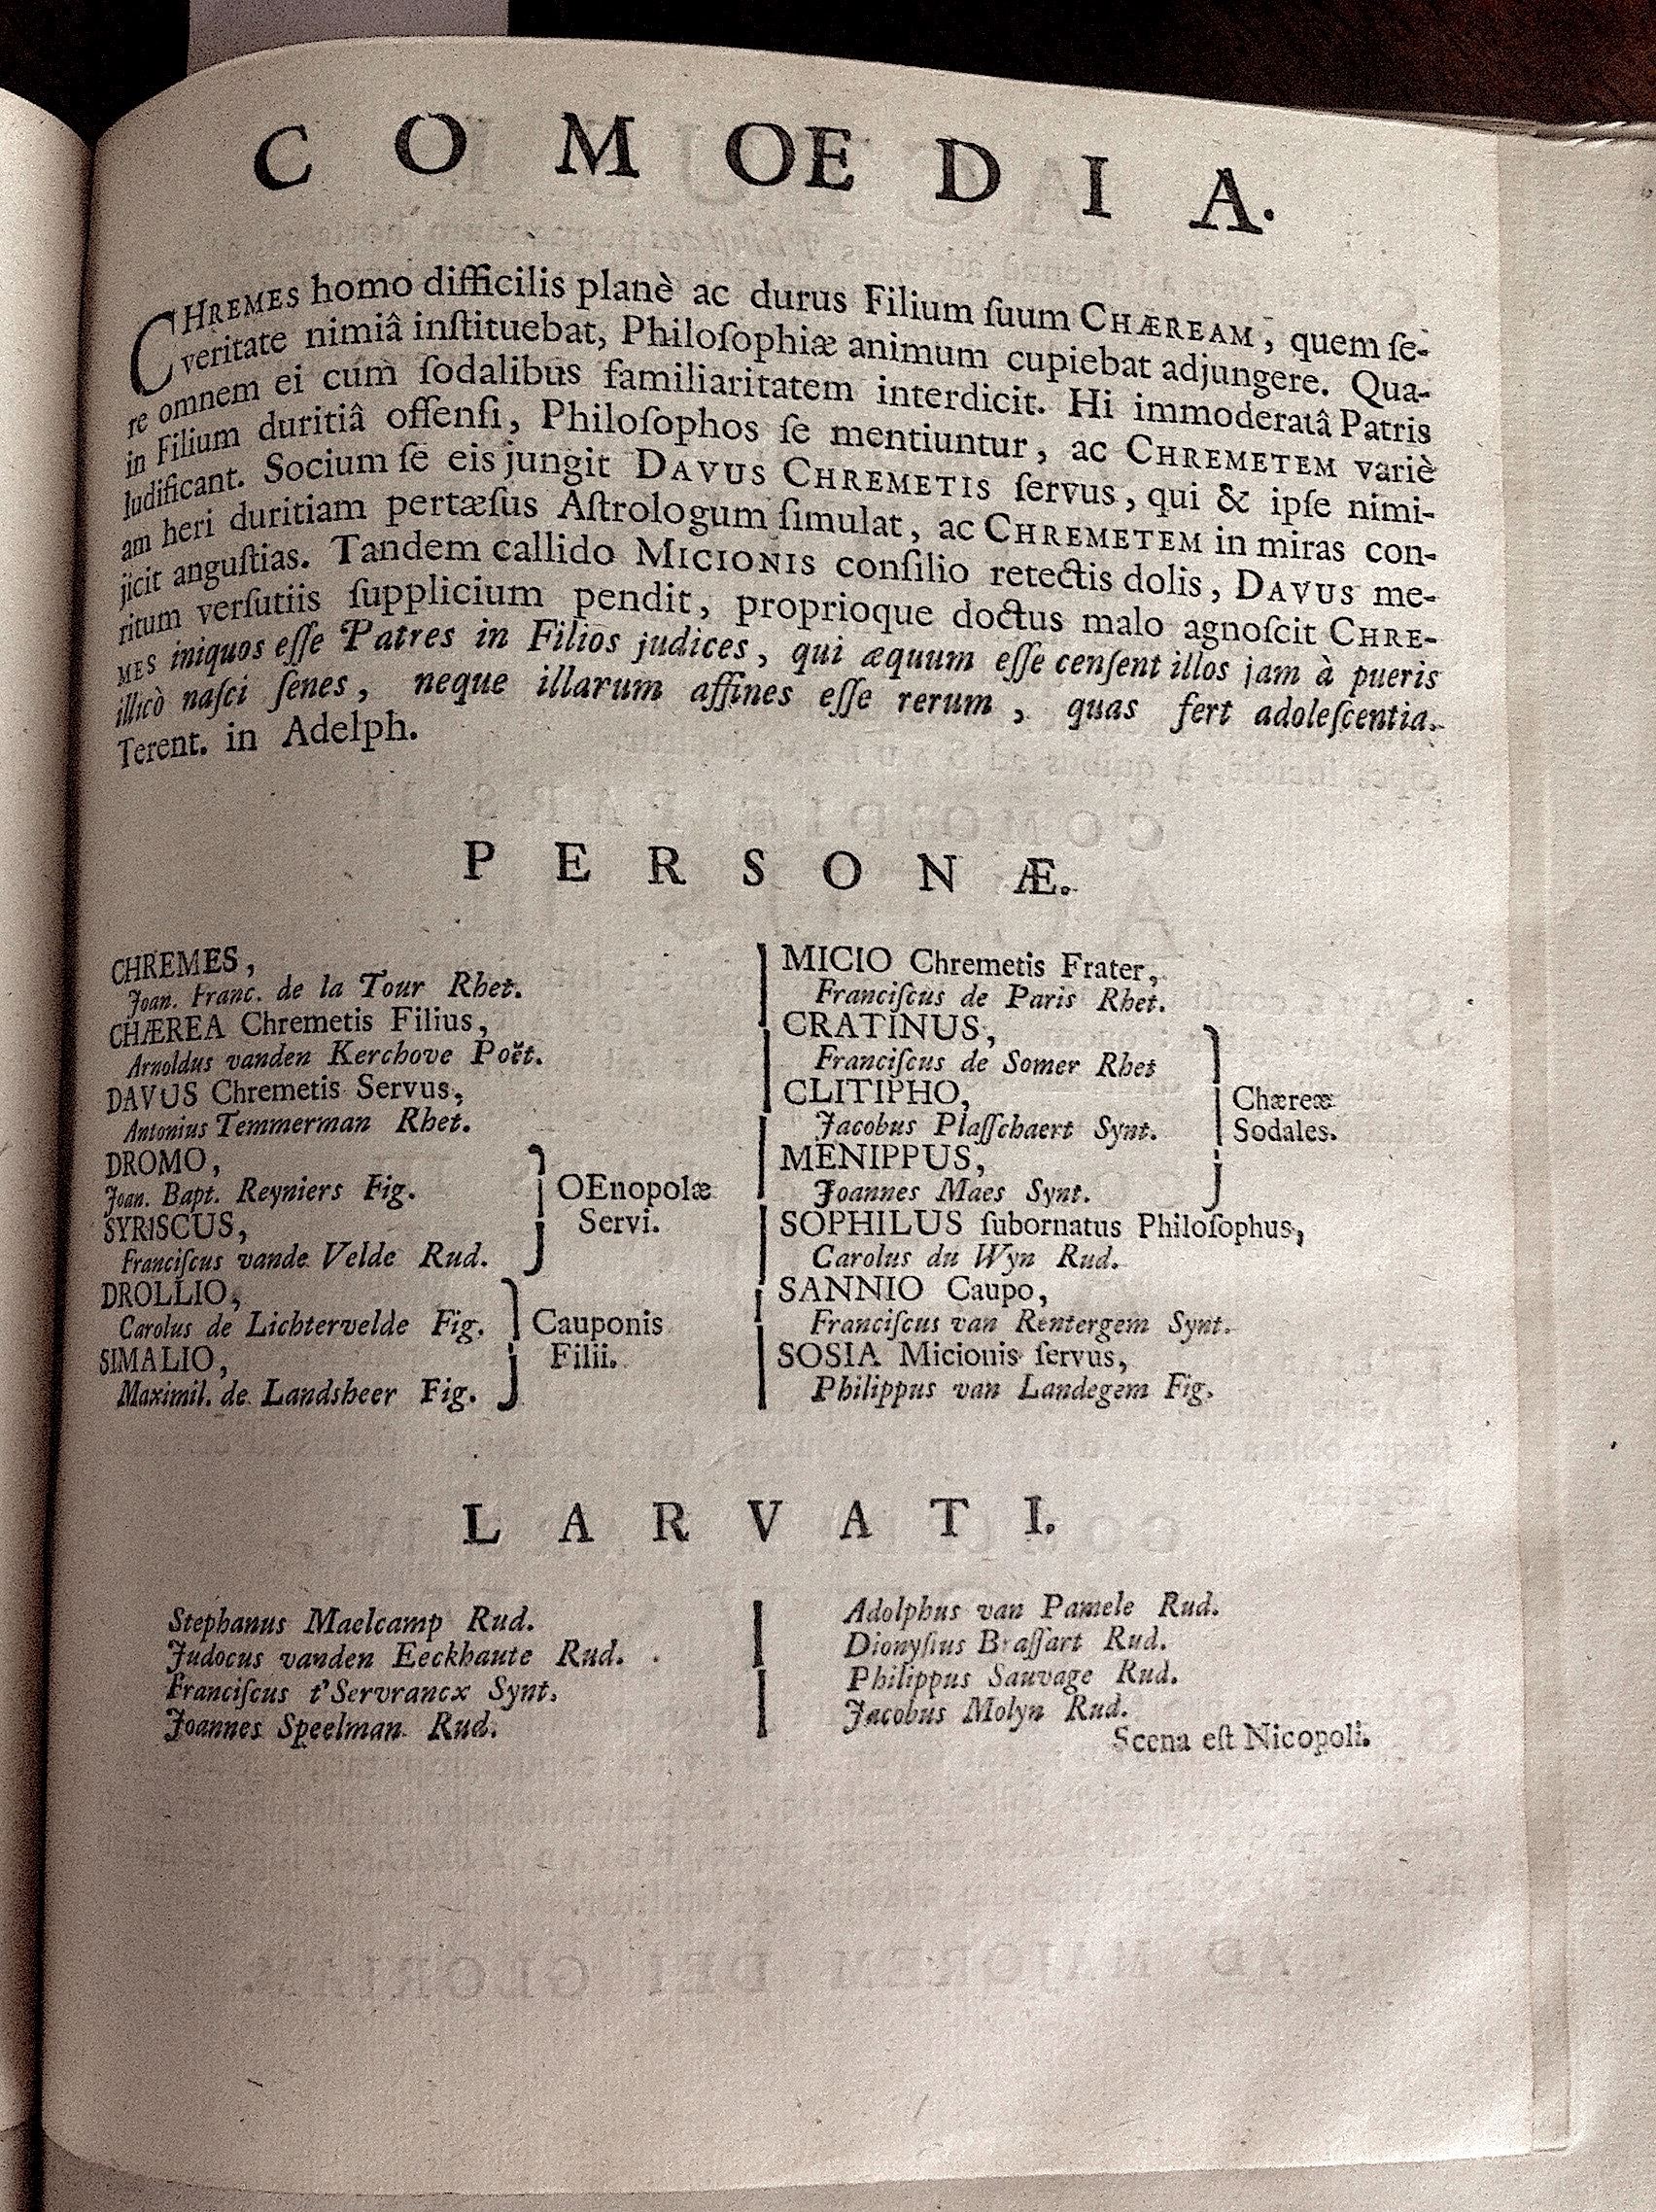 COMOEDIA.
CHREMES homo difficilis planè ac durus Filium ſuum CHÆREAM, quem ſe-
veritate nimiâ inſtituebat, Philoſophiæ animum cupiebat adjungere. Qua-
re omnem ei cum ſodalibus familiaritatem interdicit. Hi immoderatâ Patris
in Filium duritiâ offenſi, Philoſophos ſe mentiuntur, ac CHREMETEM variè
ludificant. Socium ſe eis jungit DAVUS CHREMETIS ſervus, qui & ipſe nimi-
am heri duritiam pertæſus Aſtrologum ſimulat, ac CHREMETEM in miras con-
jicit anguſtias. Tandem callido MICIONIS conſilio retectis dolis, DAVUS me-
ritum verſutiis ſupplicium pendit, proprioque doctus malo agnoſcit CHRE-
MES iniquos eſſe Patres in Filios judices, qui æquum eſſe cenſent illos jam à pueris
illicò naſci ſenes, neque illarum affines eſſe rerum, quas fert adoleſcentia.
Terent. in Adelph.
PERSONÆ.
CHREMES,
Joan. Franc. de la Tour Rhet.
CHÆREA Chremetis Filius,
Arnoldus vanden Kerchove Poët.
DAVUS Chremetis Servus,
Antonius Temmerman Rhet.
DROMO,
Joan. Bapt. Reyniers Fig.
SYRISCUS,
Franciſcus vande Velde Rud.
OEnopolæ
Servi.
DROLLIO,
Carolus de Lichtervelde Fig.
SIMALIO,
Maximil. de Landsheer Fig.
Cauponis
Filii.
MICIO Chremetis Frater,
Franciſcus de Paris Rhet.
CRATINUS,
Franciſcus de Somer Rhet
CLITIPHO,
Jacobus Plaſſchaert Synt.
MENIPPUS,
Joannes Maes Synt.
Chæreæ
Sodales.
SOPHILUS ſubornatus Philoſophus,
Carolus du Wyn Rud.
SANNIO Caupo,
Franciſcus van Rentergem Synt.
SOSIA Micionis ſervus,
Philippus van Landegem Fig.
LARVATI.
Stephanus Maelcamp Rud.
Judocus vanden Eeckhaute Rud.
Franciſcus t'Servrancx Synt.
Joannes Speelman Rud.
Adolphus van Pamele Rud.
Dionyſius Braſſart Rud.
Philippus Sauvage Rud.
Jacobus Molyn Rud.
Scena eſt Nicopoli.